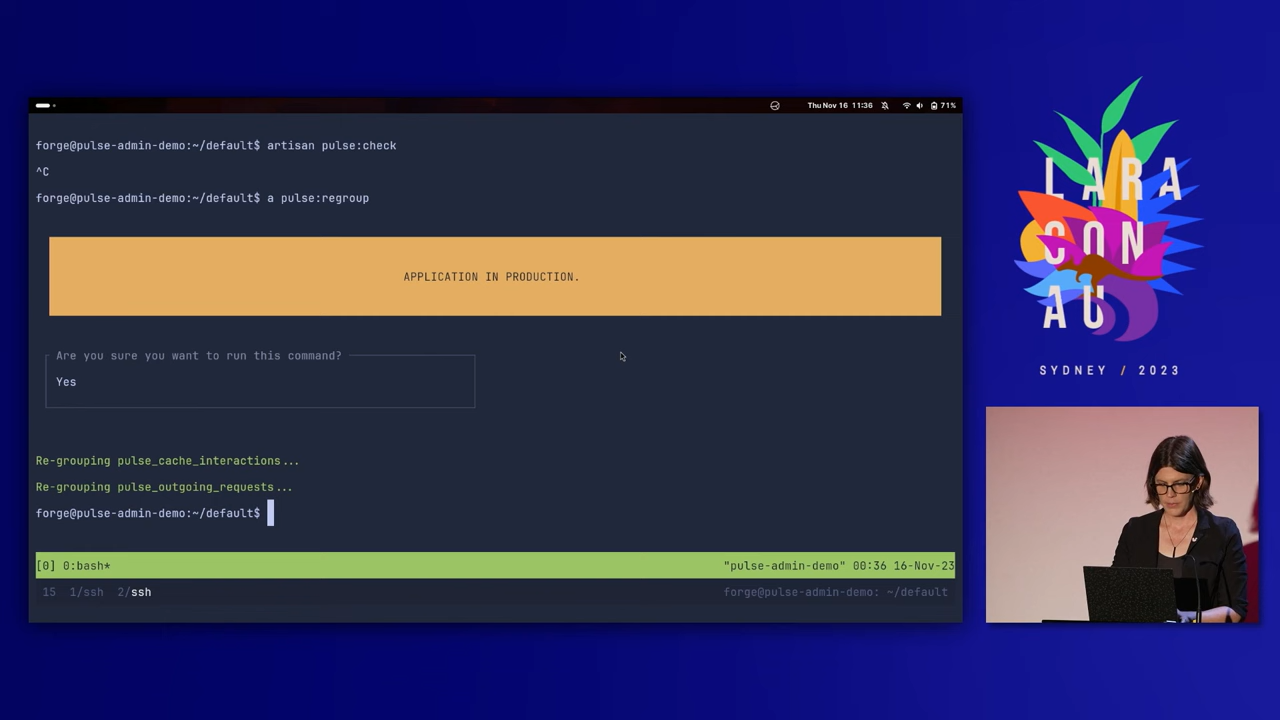 Thu Nov 16 11:36
71%
forge@pulse-admin-demo:~/default$ artisan pulse:check
^C
forge@pulse-admin-demo:~/default$ a pulse:regroup
APPLICATION IN PRODUCTION.
Are you sure you want to run this command?
Yes
Re-grouping pulse_cache_interactions...
Re-grouping pulse_outgoing_requests...
forge@pulse-admin-demo:~/default$
[0] 0:bash* "pulse-admin-demo" 00:36 16-Nov-23
15 1/ssh 2/ssh forge@pulse-admin-demo: ~/default
LARA
CON
AU
SYDNEY / 2023